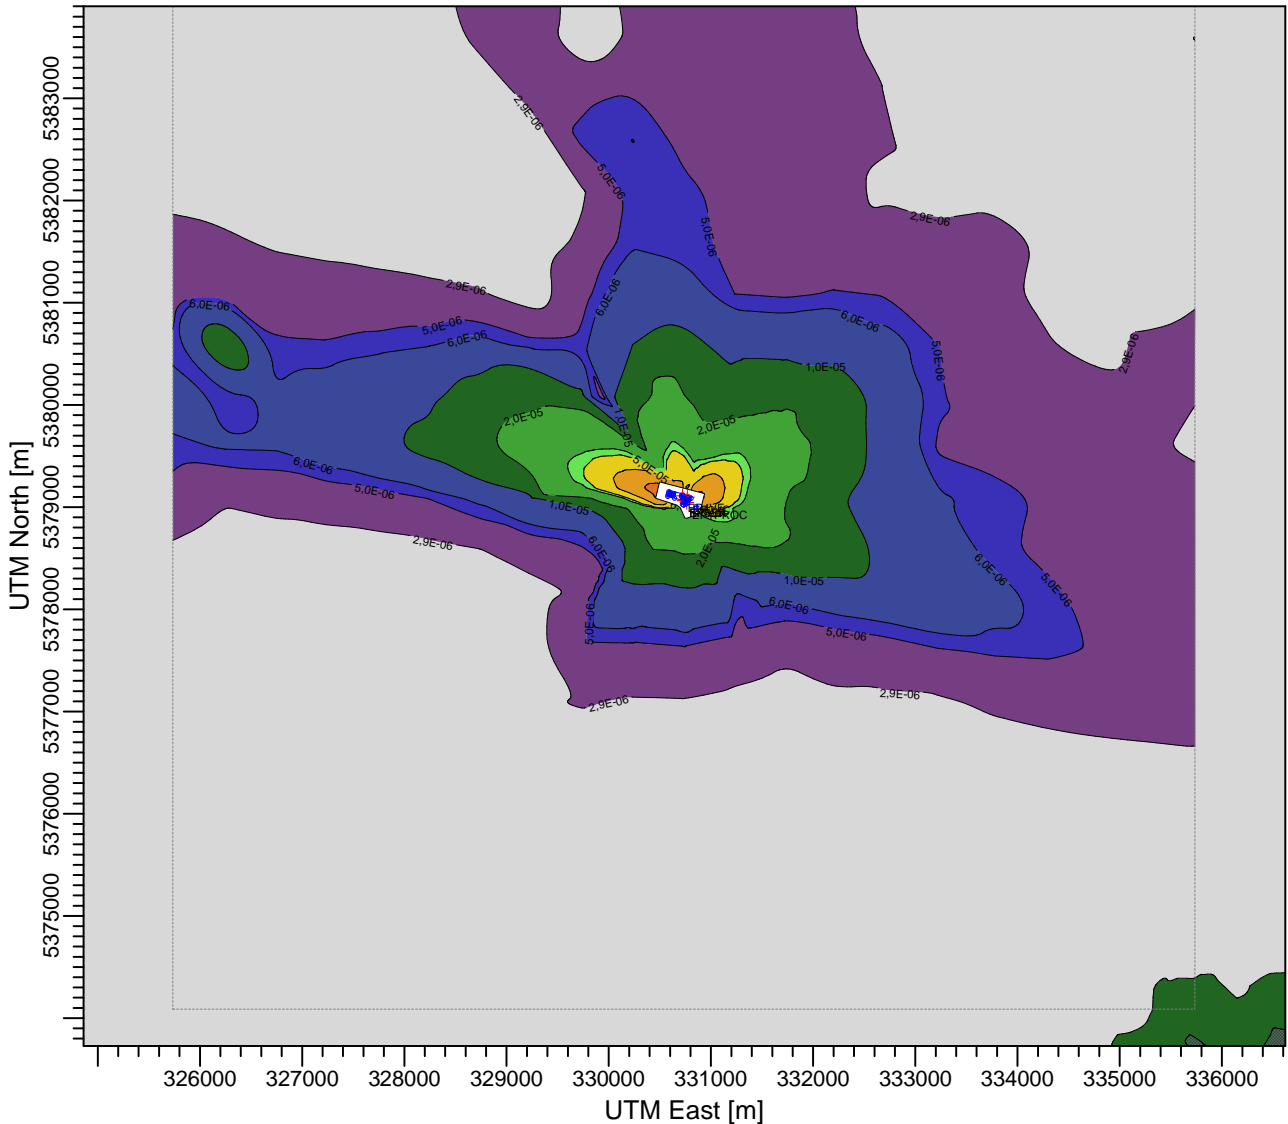 5383000
5382000
5381000
5380000
5379000
5378000
5377000
5376000
5375000
UTM North [m]
2,9E-06
5,0E-06
2,9E-06
5,0E-06
2,9E-06
6,0E-06
6,0E-06
5,0E-06
6,0E-06
6,0E-06
5,0E-06
2,9E-06
1,0E-05
2,0E-05
1,0E-05
2,0E-05
5,0E-05
6,0E-06
5,0E-06
1,0E-05
2,9E-06
6,0E-06
2,0E-05
1,0E-05
6,0E-06
5,0E-06
6,0E-06
5,0E-06
5,0E-06
2,9E-06
2,9E-06
326000 327000 328000 329000 330000 331000 332000 333000 334000 335000 336000
UTM East [m]